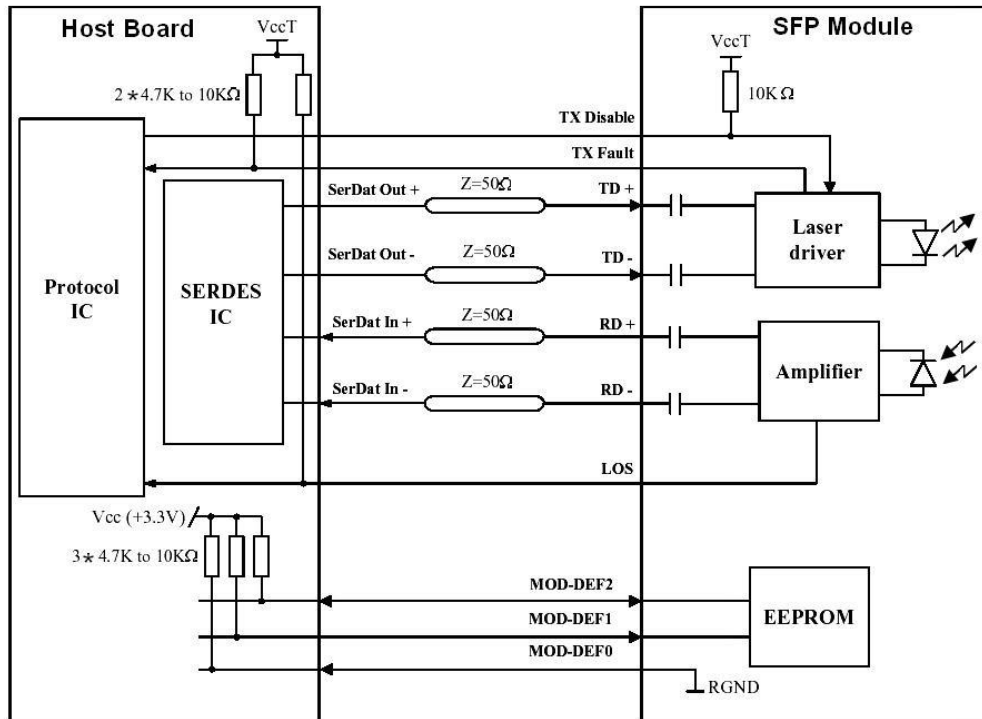 Host Board
SFP Module
VccT
VccT
2*4.7K to 10KΩ
10K Ω
TX Disable
TX Fault
SerDat Out +
Z=50Ω
TD +
SerDat Out -
Z=50Ω
TD -
Laser
driver
Protocol
IC
SERDES
IC
SerDat In +
Z=50Ω
RD +
SerDat In -
Z=50Ω
RD -
Amplifier
LOS
Vcc (+3.3V)
3*4.7K to 10KΩ
MOD-DEF2
MOD-DEF1
MOD-DEF0
EEPROM
RGND